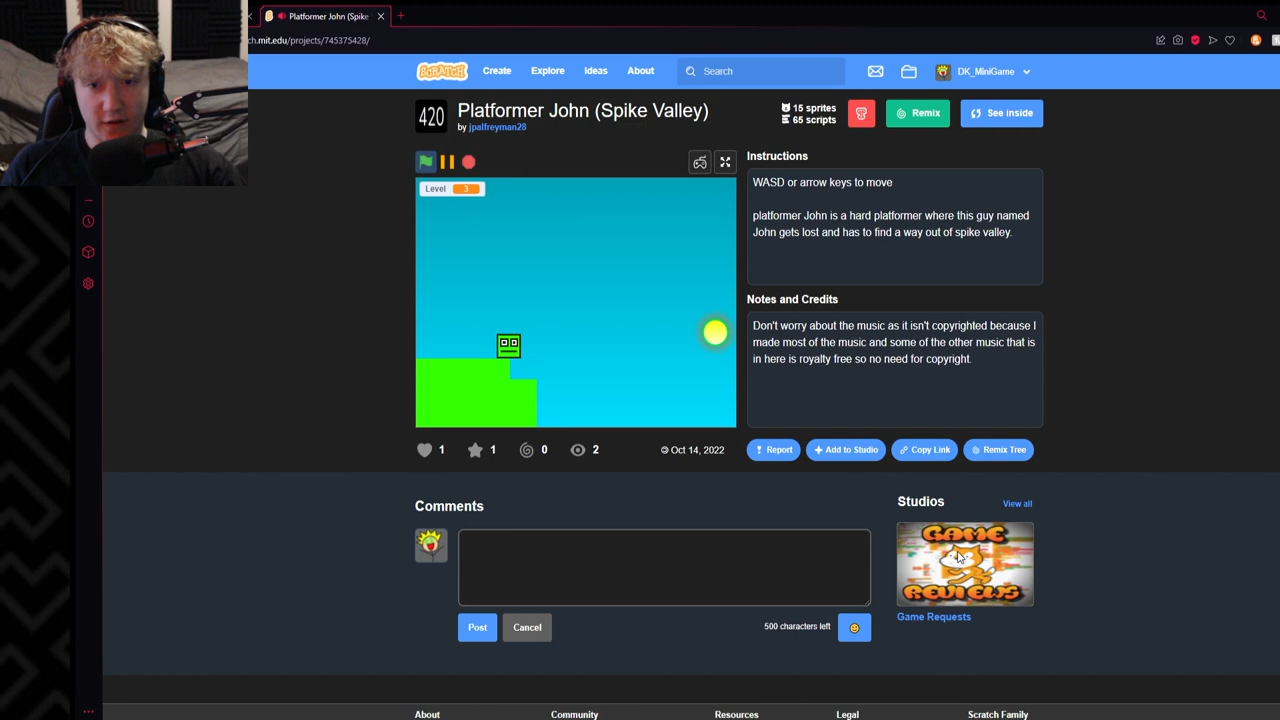 Platformer John (Spike
ch.mit.edu/projects/745375428/
SCRATCH
Create
Explore
Ideas
About
Search
DK_MiniGame
420
Platformer John (Spike Valley)
by jpalfreyman28
15 sprites
65 scripts
Remix
See inside
Level 3
Instructions
WASD or arrow keys to move
platformer John is a hard platformer where this guy named
John gets lost and has to find a way out of spike valley.
Notes and Credits
Don't worry about the music as it isn't copyrighted because I
made most of the music and some of the other music that is
in here is royalty free so no need for copyright.
1
1
0
2
© Oct 14, 2022
Report
Add to Studio
Copy Link
Remix Tree
Comments
Post
Cancel
500 characters left
Studios
View all
GAME
REVIEWS
Game Requests
About
Community
Resources
Legal
Scratch Family